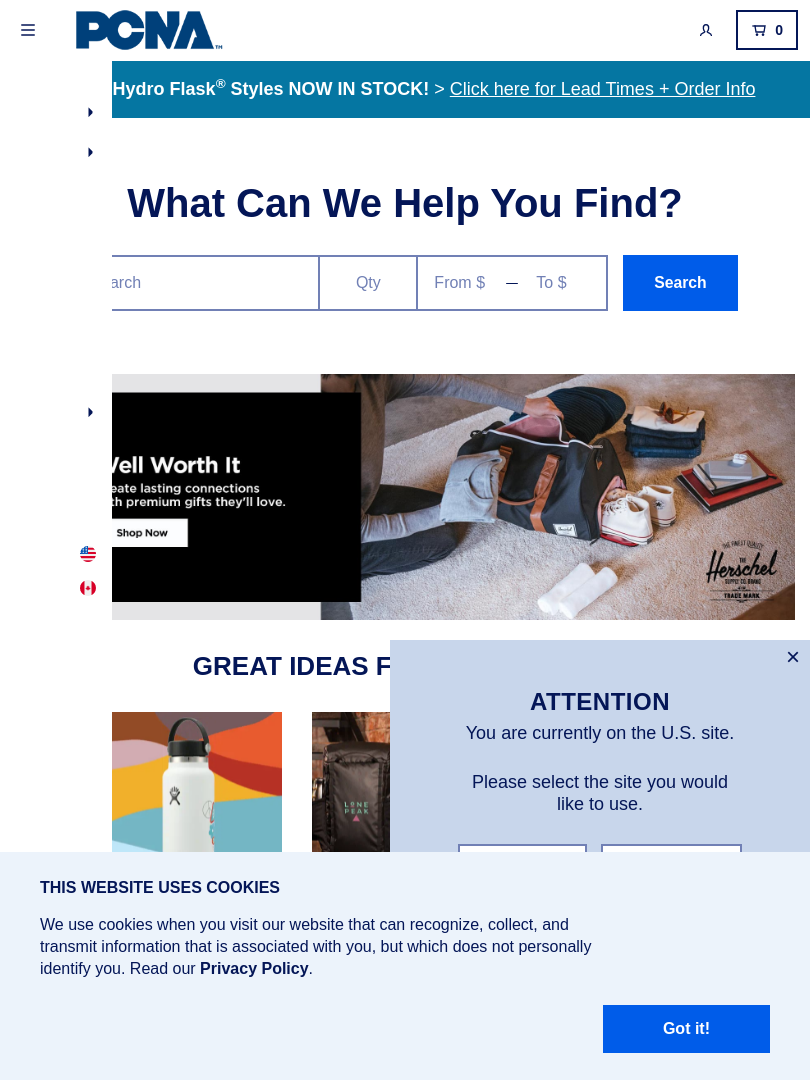 PCNA™
0
Hydro Flask® Styles NOW IN STOCK! > Click here for Lead Times + Order Info
What Can We Help You Find?
arch
Qty
From $ — To $
Search
Well Worth It
eate lasting connections
th premium gifts they'll love.
Shop Now
THE FINEST QUALITY
THE
Herschel
SUPPLY CO. BRAND
TRADE MARK
GREAT IDEAS F
ATTENTION
You are currently on the U.S. site.
Please select the site you would
like to use.
LONE
PEAK
THIS WEBSITE USES COOKIES
We use cookies when you visit our website that can recognize, collect, and
transmit information that is associated with you, but which does not personally
identify you. Read our Privacy Policy.
Got it!